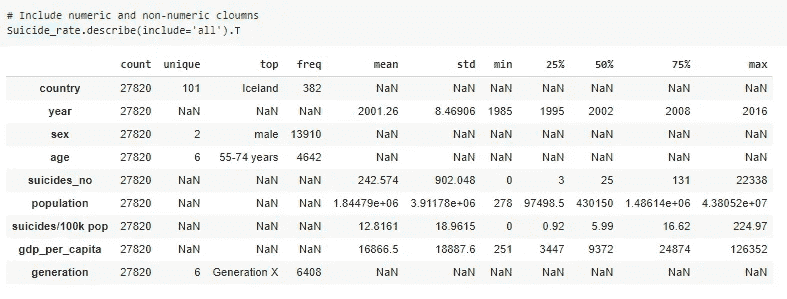 # Include numeric and non-numeric cloumns
Suicide_rate.describe(include='all').T
count unique top freq mean std min 25% 50% 75% max
country 27820 101 Iceland 382 NaN NaN NaN NaN NaN NaN NaN
year 27820 NaN NaN NaN 2001.26 8.46906 1985 1995 2002 2008 2016
sex 27820 2 male 13910 NaN NaN NaN NaN NaN NaN NaN
age 27820 6 55-74 years 4642 NaN NaN NaN NaN NaN NaN NaN
suicides_no 27820 NaN NaN NaN 242.574 902.048 0 3 25 131 22338
population 27820 NaN NaN NaN 1.84479e+06 3.91178e+06 278 97498.5 430150 1.48614e+06 4.38052e+07
suicides/100k pop 27820 NaN NaN NaN 12.8161 18.9615 0 0.92 5.99 16.62 224.97
gdp_per_capita 27820 NaN NaN NaN 16866.5 18887.6 251 3447 9372 24874 126352
generation 27820 6 Generation X 6408 NaN NaN NaN NaN NaN NaN NaN